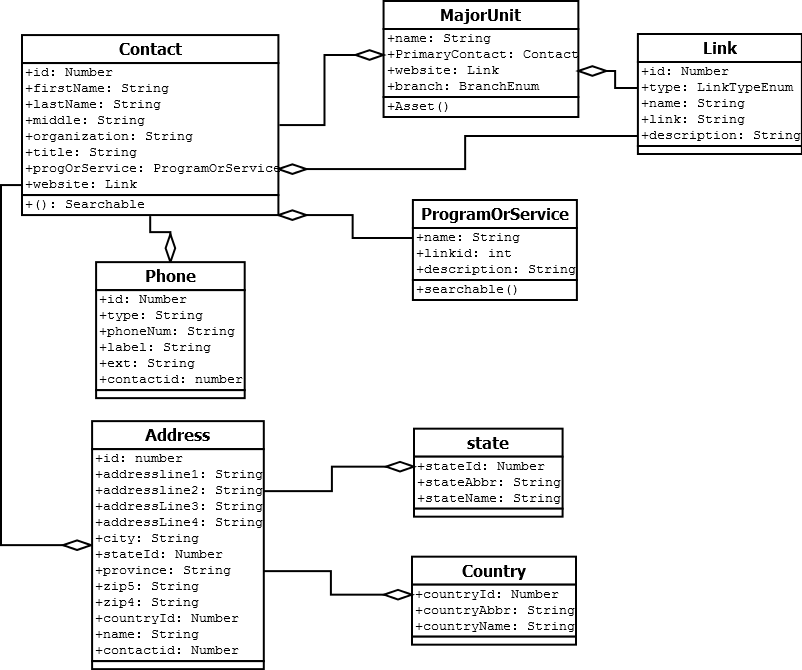 Contact
+id: Number
+firstName: String
+lastName: String
+middle: String
+organization: String
+title: String
+progOrService: ProgramOrService
+website: Link
+(): Searchable
MajorUnit
+name: String
+PrimaryContact: Contact
+website: Link
+branch: BranchEnum
+Asset()
Link
+id: Number
+type: LinkTypeEnum
+name: String
+link: String
+description: String
ProgramOrService
+name: String
+linkid: int
+description: String
+searchable()
Phone
+id: Number
+type: String
+phoneNum: String
+label: String
+ext: String
+contactid: number
Address
+id: number
+addressline1: String
+addressline2: String
+addressLine3: String
+addressLine4: String
+city: String
+stateId: Number
+province: String
+zip5: String
+zip4: String
+countryId: Number
+name: String
+contactid: Number
state
+stateId: Number
+stateAbbr: String
+stateName: String
Country
+countryId: Number
+countryAbbr: String
+countryName: String